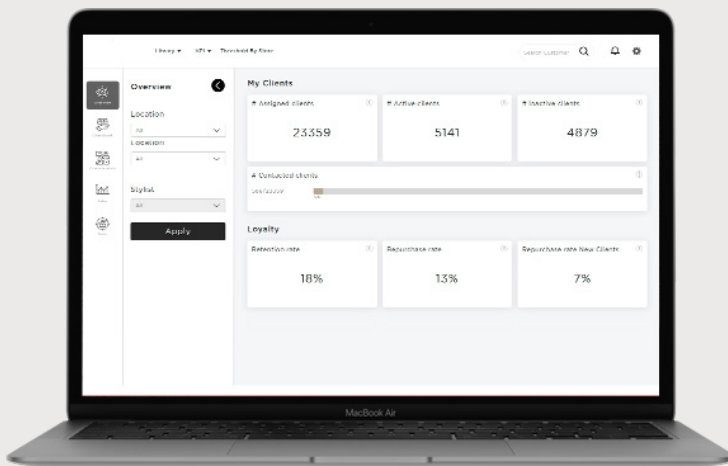 Library KPI Threshold By Store
Search Customer
Overview
Location
All
Location
All
Stylist
All
Apply
My Clients
# Assigned clients
23359
# Active clients
5141
# Inactive clients
4879
# Contacted clients
Loyalty
Retention rate
18%
Repurchase rate
13%
Repurchase rate New Clients
7%
MacBook Air